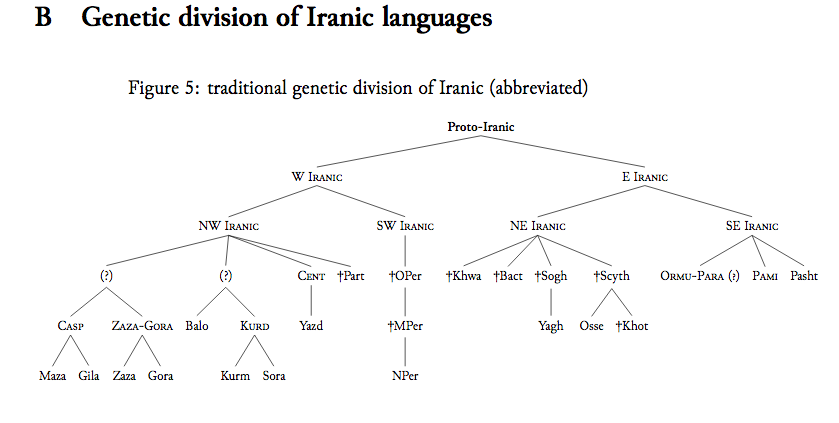 B Genetic division of Iranic languages
Figure 5: traditional genetic division of Iranic (abbreviated)
Proto-Iranic
W Iranic E Iranic
NW Iranic SW Iranic NE Iranic SE Iranic
(?) (?) Cent †Part †OPer †Khwa †Bact †Sogh †Scyth Ormu-Para (?) Pami Pasht
Casp Zaza-Gora Balo Kurd Yazd †MPer Yagh Osse †Khot
Maza Gila Zaza Gora Kurm Sora NPer